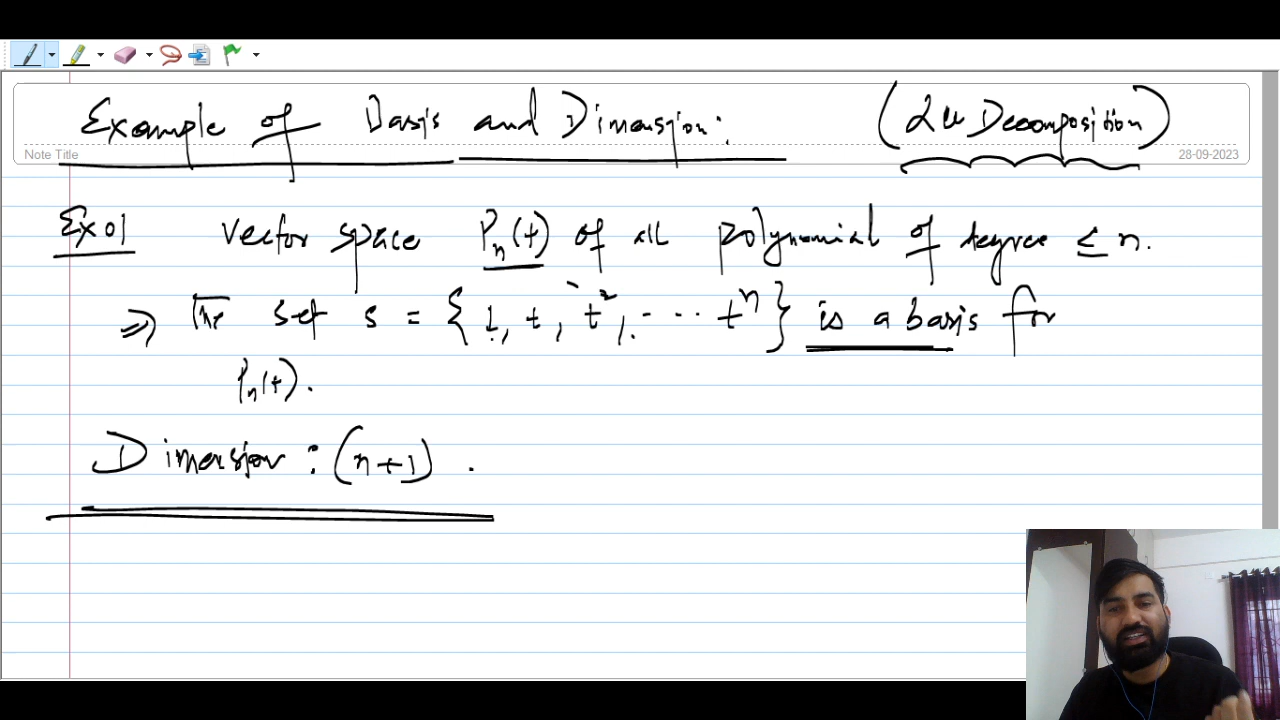 Example of Basis and Dimension: (LU Decomposition)
Note Title 28-09-2023
Ex 01 Vector space Pₙ(t) of all polynomial of degree ≤ n.
⇒ The set S = {1, t, t², ..... tⁿ} is a basis for
Pₙ(t).
Dimension : (n+1) .